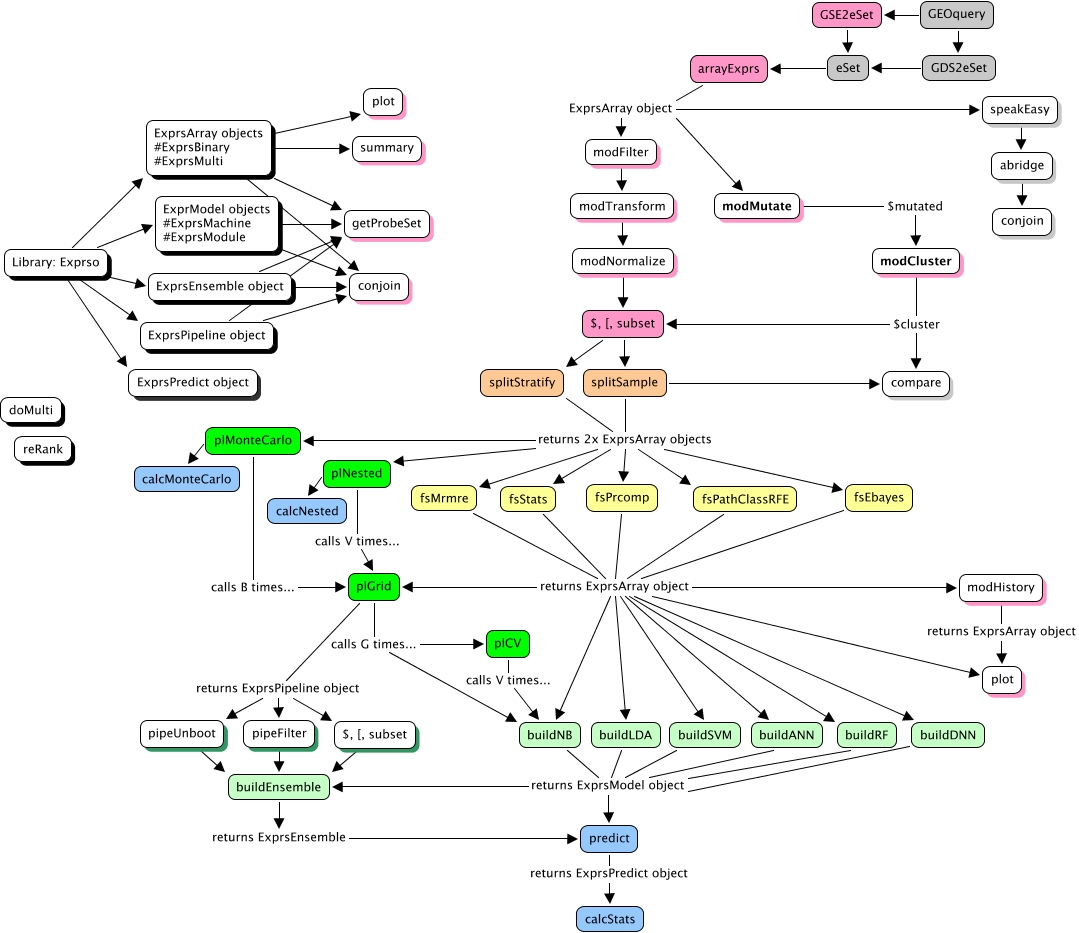 GSE2eSet
GEOquery
arrayExprs
eSet
GDS2eSet
plot
ExprsArray object
speakEasy
ExprsArray objects
#ExprsBinary
#ExprsMulti
summary
modFilter
abridge
ExprModel objects
#ExprsMachine
#ExprsModule
getProbeSet
modTransform
modMutate
$mutated
conjoin
Library: Exprso
modNormalize
modCluster
ExprsEnsemble object
conjoin
ExprsPipeline object
$, [, subset
$cluster
ExprsPredict object
splitStratify
splitSample
compare
doMulti
reRank
plMonteCarlo
returns 2x ExprsArray objects
calcMonteCarlo
plNested
calcNested
fsMrmre
fsStats
fsPrcomp
fsPathClassRFE
fsEbayes
calls V times...
calls B times...
plGrid
returns ExprsArray object
modHistory
returns ExprsArray object
calls G times...
plCV
calls V times...
plot
returns ExprsPipeline object
pipeUnboot
pipeFilter
$, [, subset
buildNB
buildLDA
buildSVM
buildANN
buildRF
buildDNN
buildEnsemble
returns ExprsModel object
returns ExprsEnsemble
predict
returns ExprsPredict object
calcStats